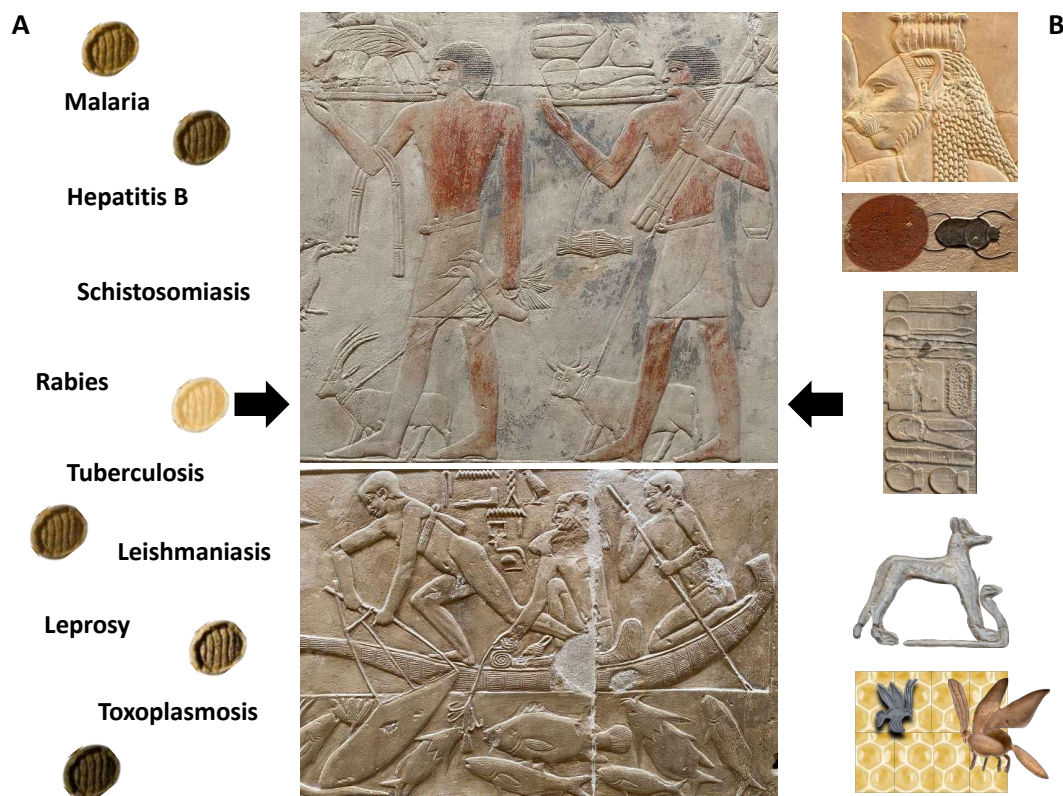 A
B
Malaria
Hepatitis B
Schistosomiasis
Rabies
Tuberculosis
Leishmaniasis
Leprosy
Toxoplasmosis